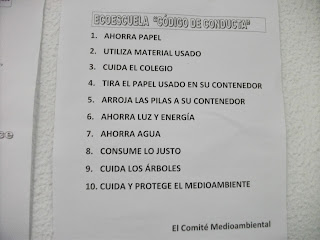 ECOESCUELA "CÓDIGO DE CONDUCTA"
1. AHORRA PAPEL
2. UTILIZA MATERIAL USADO
3. CUIDA EL COLEGIO
4. TIRA EL PAPEL USADO EN SU CONTENEDOR
5. ARROJA LAS PILAS A SU CONTENEDOR
6. AHORRA LUZ Y ENERGÍA
7. AHORRA AGUA
8. CONSUME LO JUSTO
9. CUIDA LOS ÁRBOLES
10. CUIDA Y PROTEGE EL MEDIOAMBIENTE
El Comité Medioambiental